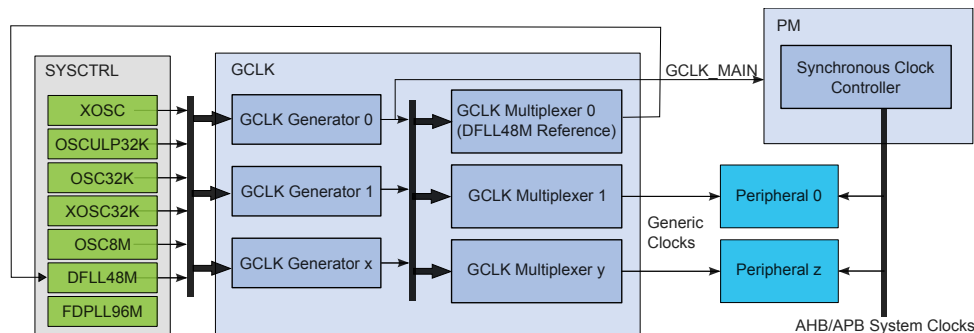 PM
SYSCTRL
GCLK
GCLK_MAIN
Synchronous Clock
Controller
XOSC
OSCULP32K
OSC32K
XOSC32K
OSC8M
DFLL48M
FDPLL96M
GCLK Generator 0
GCLK Generator 1
GCLK Generator x
GCLK Multiplexer 0
(DFLL48M Reference)
GCLK Multiplexer 1
GCLK Multiplexer y
Generic
Clocks
Peripheral 0
Peripheral z
AHB/APB System Clocks